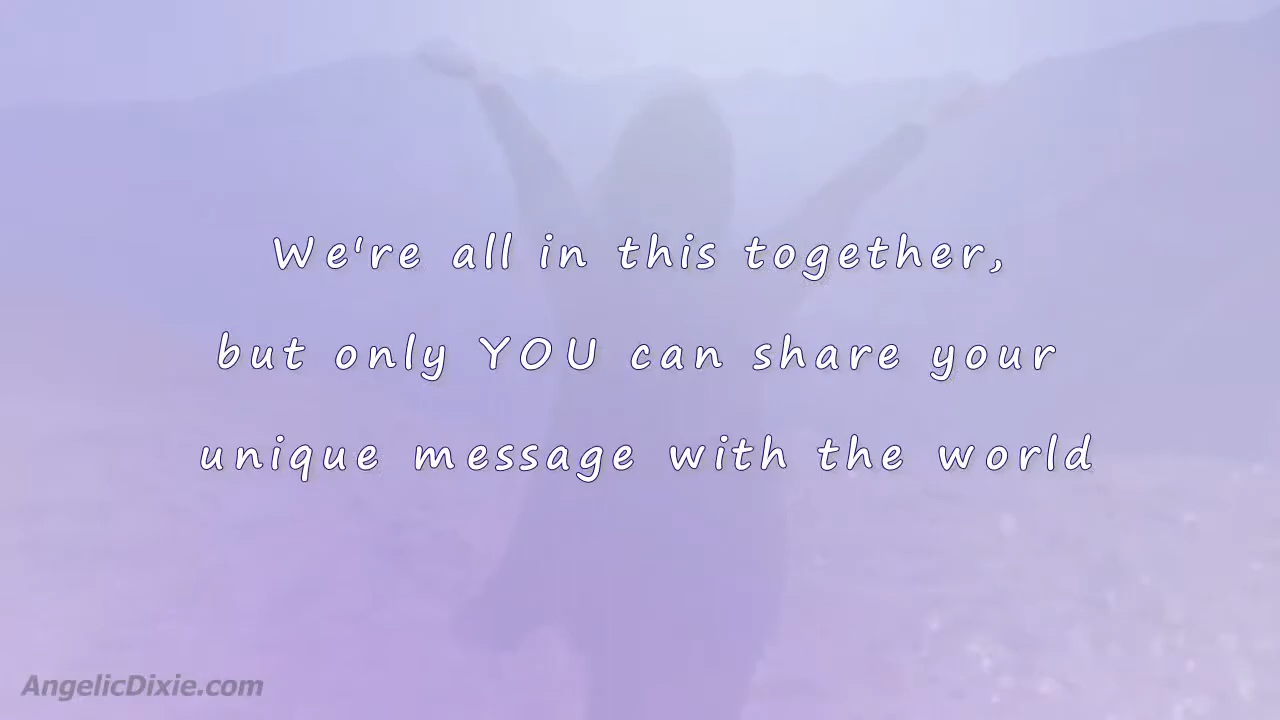 We're all in this together,
but only YOU can share your
unique message with the world
AngelicDixie.com